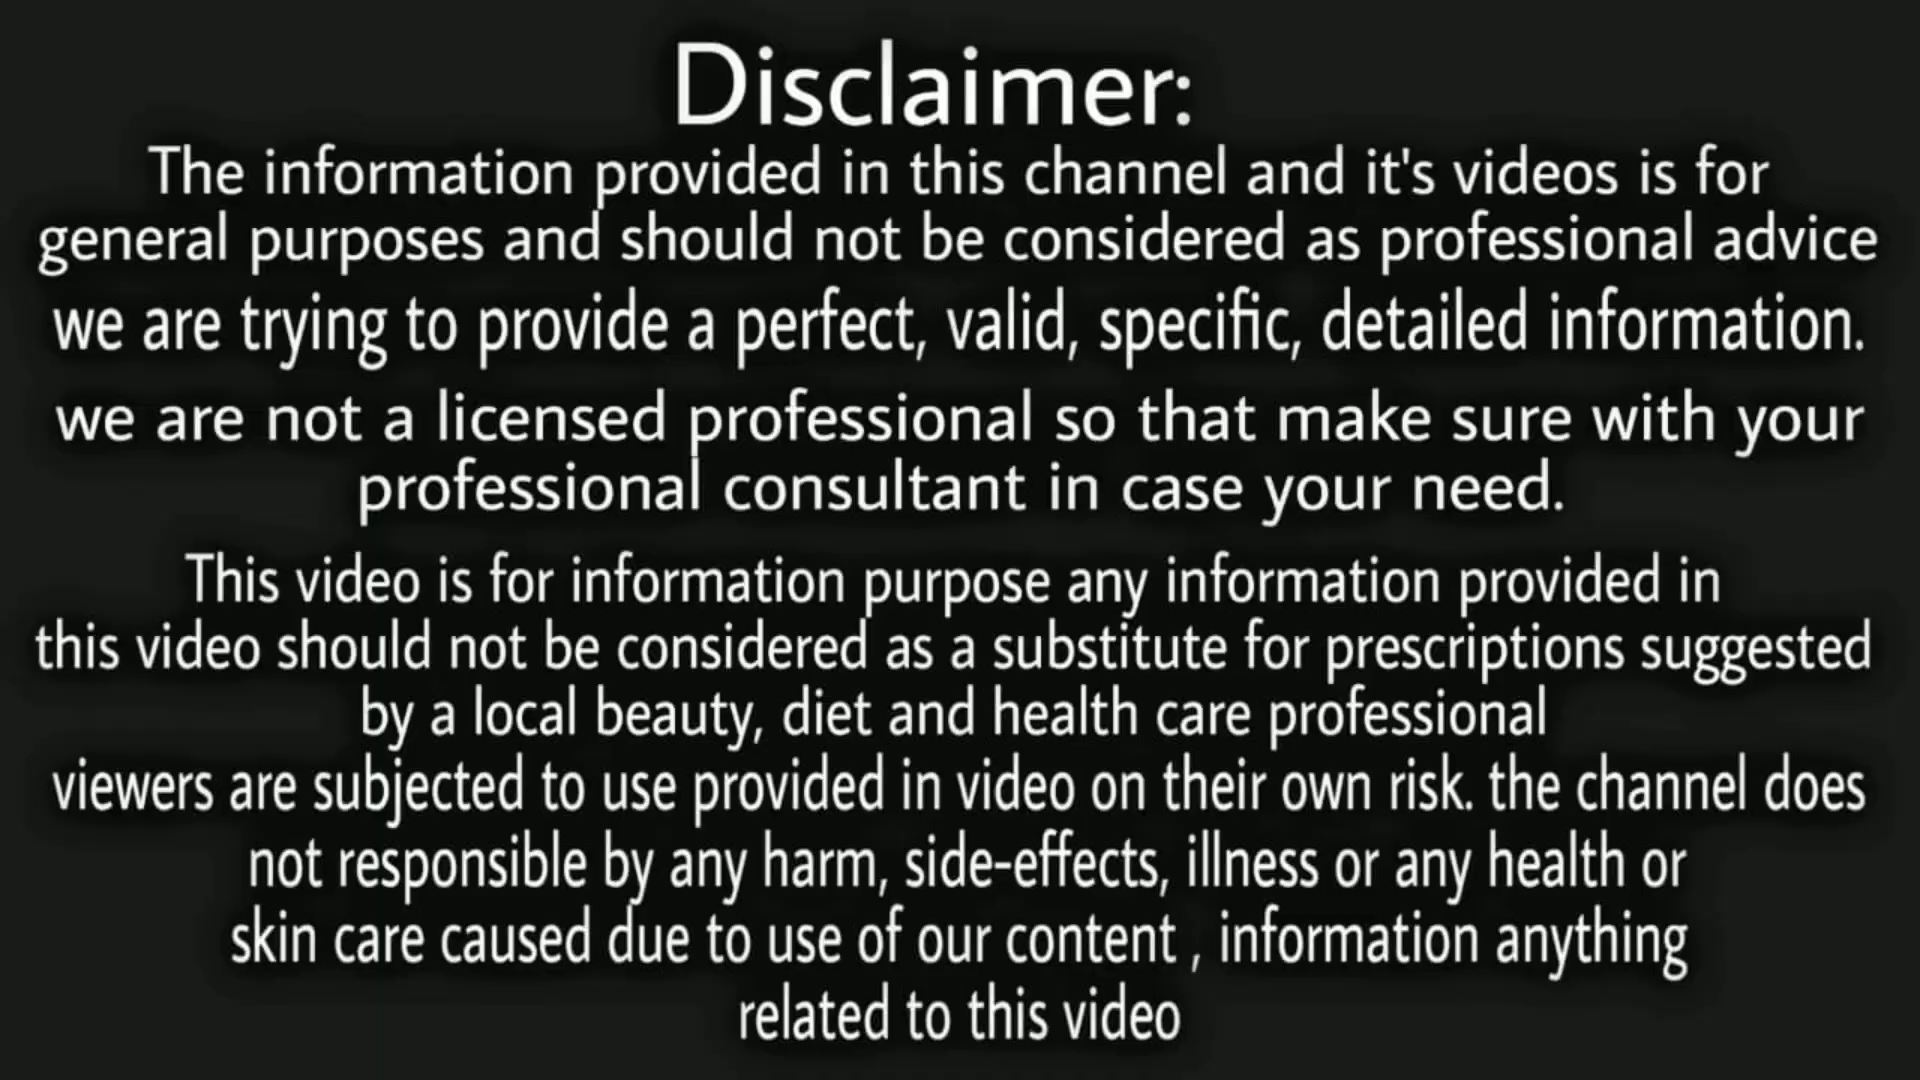 Disclaimer:
The information provided in this channel and it's videos is for
general purposes and should not be considered as professional advice
we are trying to provide a perfect, valid, specific, detailed information.
we are not a licensed professional so that make sure with your
professional consultant in case your need.
This video is for information purpose any information provided in
this video should not be considered as a substitute for prescriptions suggested
by a local beauty, diet and health care professional
viewers are subjected to use provided in video on their own risk. the channel does
not responsible by any harm, side-effects, illness or any health or
skin care caused due to use of our content , information anything
related to this video